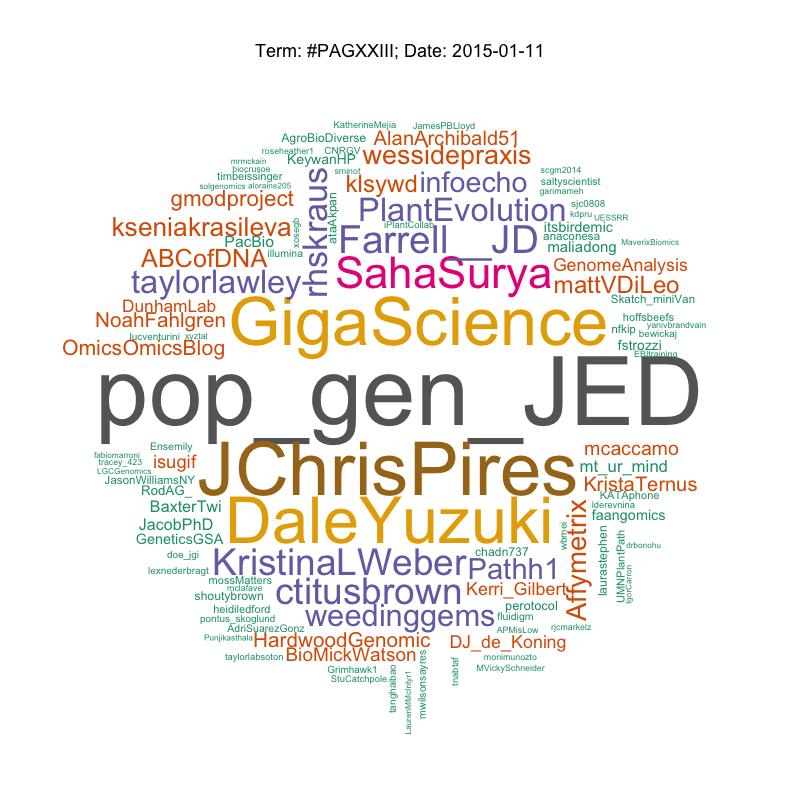 Term: #PAGXXIII; Date: 2015-01-11
KatherineMejia
JamesPBLloyd
AgroBioDiverse
AlanArchibald51
roseheather1
CNRGV
wessidepraxis
mrmckain
KeywanHP
biocrusoe
sminot
scgm2014
timbeissinger
klsywd
infoecho
saltyscientist
solgenomics
aloraine205
garimameh
gmodproject
rhskraus
ataAkpan
xosegb
PlantEvolution
sjc0808
kdpru
UESSRR
kseniakrasileva
iPlantCollab
itsbirdemic
PacBio
Farrell__JD
anaconesa
maliadong
MaverixBiomics
ABCofDNA
illumina
SahaSurya
GenomeAnalysis
taylorlawley
mattVDiLeo
Skatch_miniVan
DunhamLab
GigaScience
hoffsbeefs
NoahFahlgren
nfkip
yanivbrandvain
bewickaj
lucventurini
xyztal
OmicsOmicsBlog
fstrozzi
EBItraining
pop_gen_JED
Ensemily
mcaccamo
fabiomarroni
tracey_423
isugif
JChrisPires
mt_ur_mind
LGCGenomics
JasonWilliamsNY
KristaTernus
RodAG_
KATAphone
BaxterTwi
lderevnina
faangomics
JacobPhD
DaleYuzuki
Affymetrix
GeneticsGSA
wbmei
laurastephen
UMNPlantPath
drbonohu
doe_jgi
chadn737
lexnederbragt
KristinaLWeber
Pathh1
IgorCarron
mossMatters
mclafave
shoutybrown
ctitusbrown
Kerri_Gilbert
heidiledford
perotocol
pontus_skoglund
weedinggems
fluidigm
AdriSuarezGonz
APMisLow
rjcmarkelz
Punjikasthala
HardwoodGenomic
DJ_de_Koning
taylorlabsoton
BioMickWatson
monimunozto
Grimhawk1
MVickySchneider
StuCatchpole
tanghaibao
LaurenMMcIntyr1
mwilsonsayres
tnabtaf